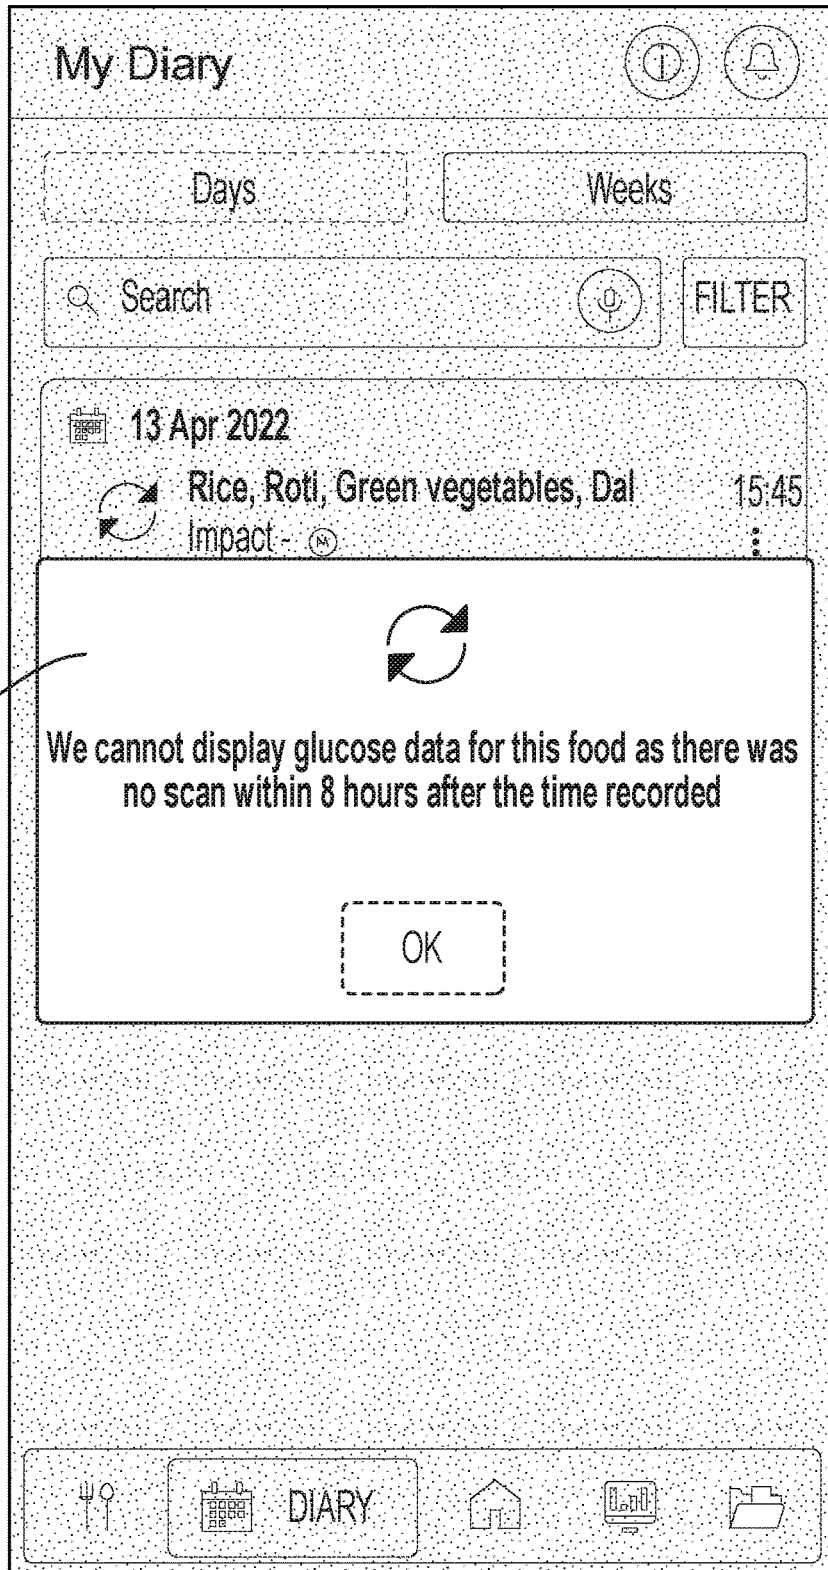 My Diary
Days
Weeks
Search
FILTER
13 Apr 2022
Rice, Roti, Green vegetables, Dal
15:45
Impact - M
We cannot display glucose data for this food as there was
no scan within 8 hours after the time recorded
OK
DIARY